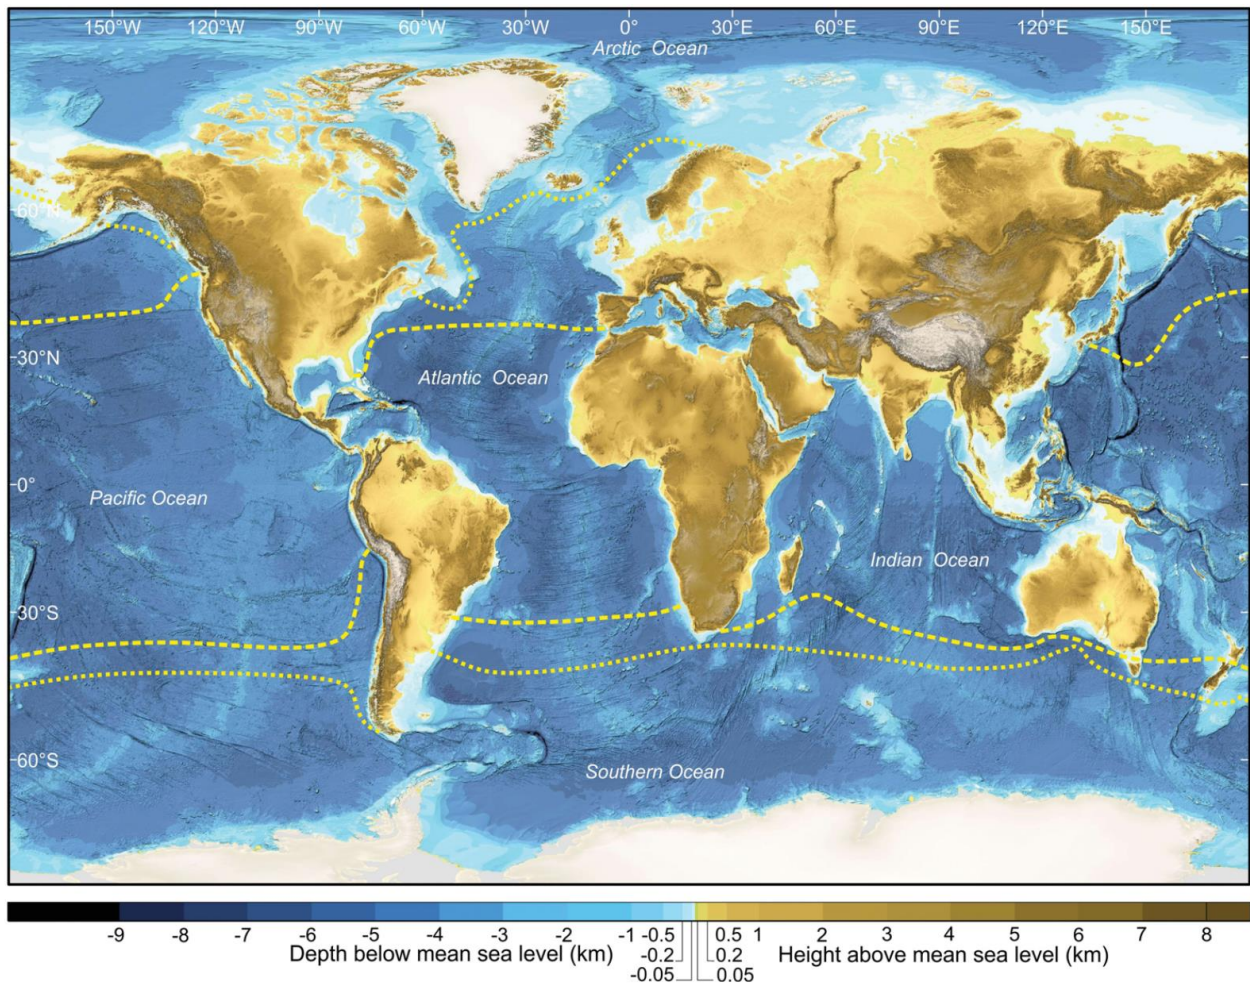 150°W 120°W 90°W 60°W 30°W 0° 30°E 60°E 90°E 120°E 150°E
Arctic Ocean
60°N
30°N
Atlantic Ocean
0°
Pacific Ocean
Indian Ocean
30°S
60°S
Southern Ocean
-9 -8 -7 -6 -5 -4 -3 -2 -1 -0.5 0.5 1 2 3 4 5 6 7 8
Depth below mean sea level (km) -0.2 0.2 Height above mean sea level (km)
-0.05 0.05